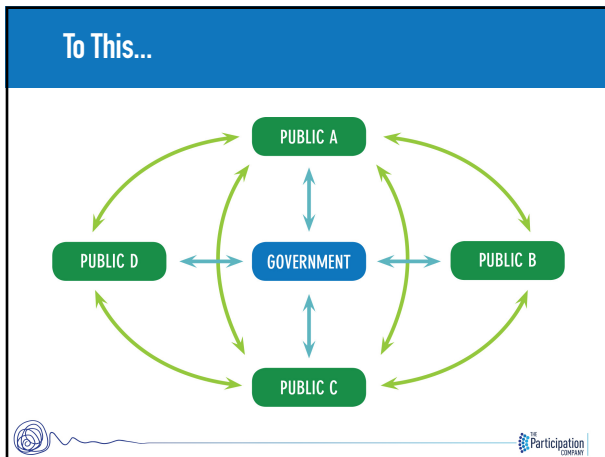 To This...
PUBLIC A
PUBLIC D
GOVERNMENT
PUBLIC B
PUBLIC C
THE
Participation
COMPANY